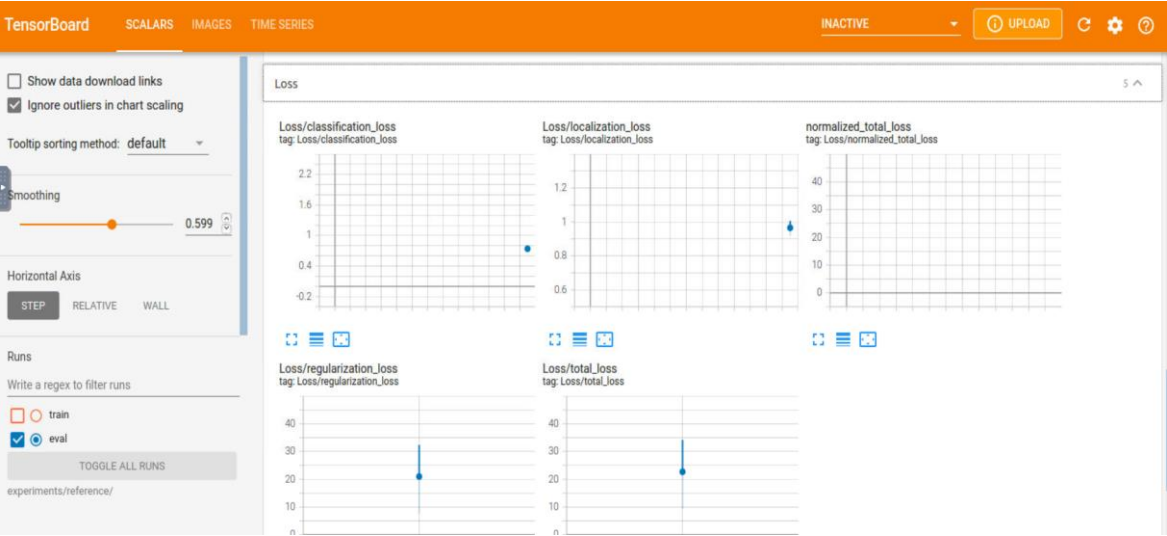 TensorBoard SCALARS IMAGES TIME SERIES INACTIVE UPLOAD
Show data download links
Ignore outliers in chart scaling
Tooltip sorting method: default
Smoothing
0.599
Horizontal Axis
STEP RELATIVE WALL
Runs
Write a regex to filter runs
train
eval
TOGGLE ALL RUNS
experiments/reference/
Loss 5
Loss/classification_loss
tag: Loss/classification_loss
2.2
1.6
1
0.4
-0.2
Loss/localization_loss
tag: Loss/localization_loss
1.2
1
0.8
0.6
normalized_total_loss
tag: Loss/normalized_total_loss
40
30
20
10
0
Loss/regularization_loss
tag: Loss/regularization_loss
40
30
20
10
0
Loss/total_loss
tag: Loss/total_loss
40
30
20
10
0